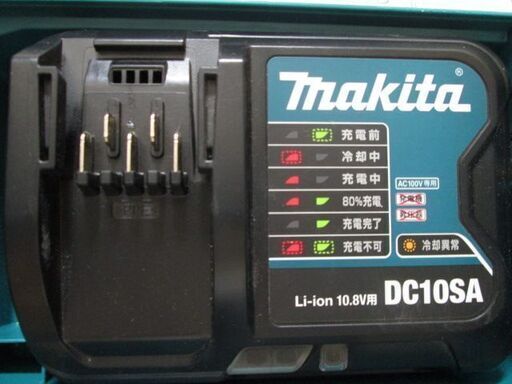 makita®
充電前
冷却中
充電中
80%充電
充電完了
充電不可
AC100V専用
冷却異常
Li-ion 10.8V用 DC10SA